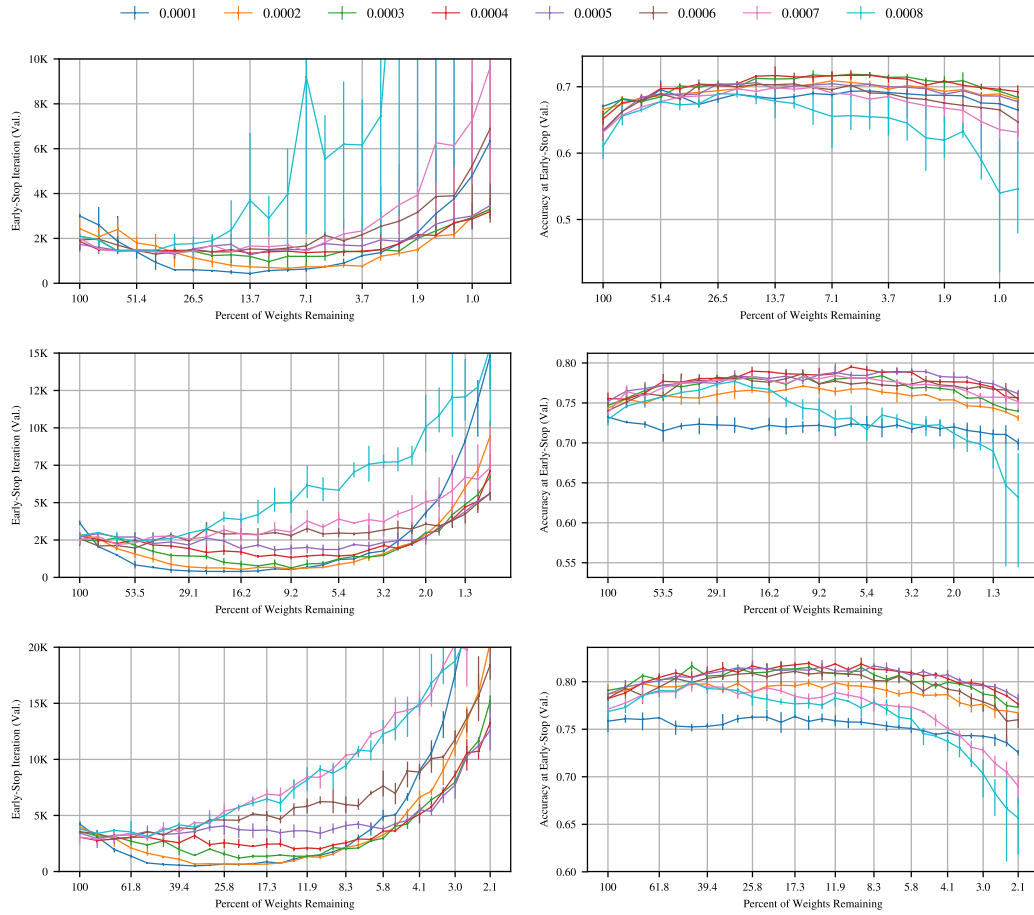 0.0001 0.0002 0.0003 0.0004 0.0005 0.0006 0.0007 0.0008
10K
8K
6K
4K
2K
0
Early-Stop Iteration (Val.)
100 51.4 26.5 13.7 7.1 3.7 1.9 1.0
Percent of Weights Remaining
0.7
0.6
0.5
Accuracy at Early-Stop (Val.)
100 51.4 26.5 13.7 7.1 3.7 1.9 1.0
Percent of Weights Remaining
15K
12K
10K
7K
5K
2K
0
Early-Stop Iteration (Val.)
100 53.5 29.1 16.2 9.2 5.4 3.2 2.0 1.3
Percent of Weights Remaining
0.80
0.75
0.70
0.65
0.60
0.55
Accuracy at Early-Stop (Val.)
100 53.5 29.1 16.2 9.2 5.4 3.2 2.0 1.3
Percent of Weights Remaining
20K
15K
10K
5K
0
Early-Stop Iteration (Val.)
100 61.8 39.4 25.8 17.3 11.9 8.3 5.8 4.1 3.0 2.1
Percent of Weights Remaining
0.80
0.75
0.70
0.65
0.60
Accuracy at Early-Stop (Val.)
100 61.8 39.4 25.8 17.3 11.9 8.3 5.8 4.1 3.0 2.1
Percent of Weights Remaining